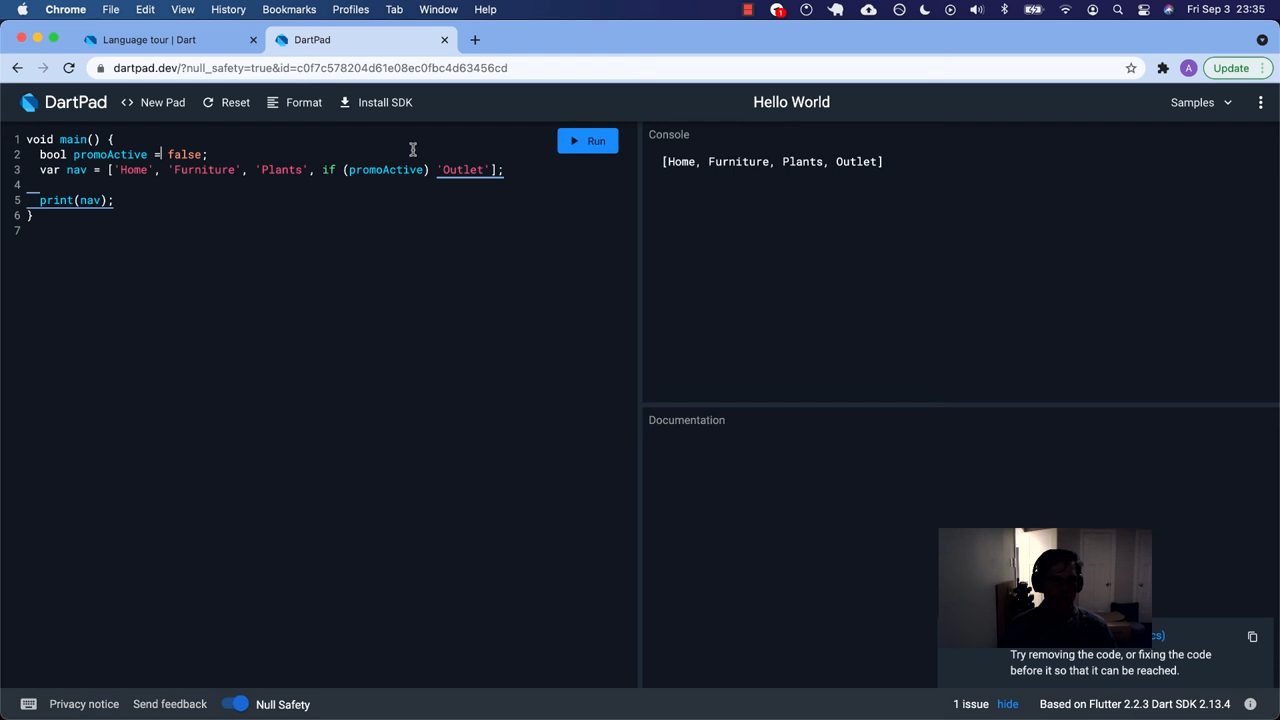 Chrome File Edit View History Bookmarks Profiles Tab Window Help 1 Fri Sep 3 23:35
Language tour | Dart DartPad
dartpad.dev/?null_safety=true&id=c0f7c578204d61e08ec0fbc4d63456cd A Update
DartPad New Pad Reset Format Install SDK Hello World Samples
Run
1 void main() {
2 bool promoActive = false;
3 var nav = ['Home', 'Furniture', 'Plants', if (promoActive) 'Outlet'];
4
5 print(nav);
6 }
7
Console
[Home, Furniture, Plants, Outlet]
Documentation
cs)
Try removing the code, or fixing the code
before it so that it can be reached.
Privacy notice Send feedback Null Safety 1 issue hide Based on Flutter 2.2.3 Dart SDK 2.13.4